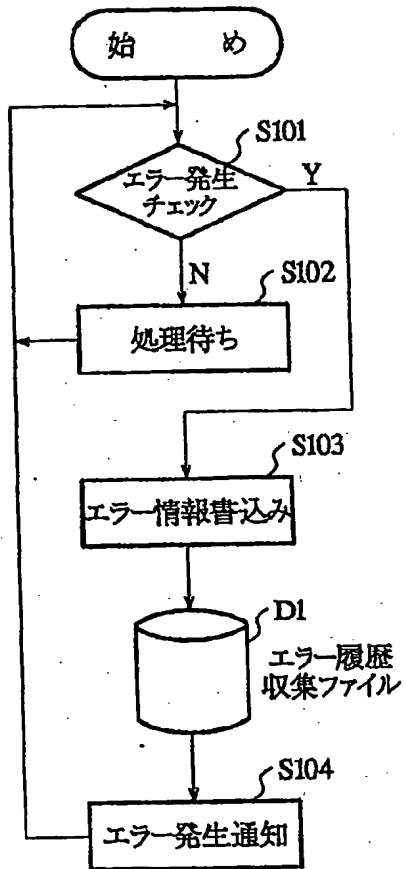 始 め
S101
エラー発生
チェック
Y
N
S102
処理待ち
S103
エラー情報書込み
D1
エラー履歴
収集ファイル
S104
エラー発生通知